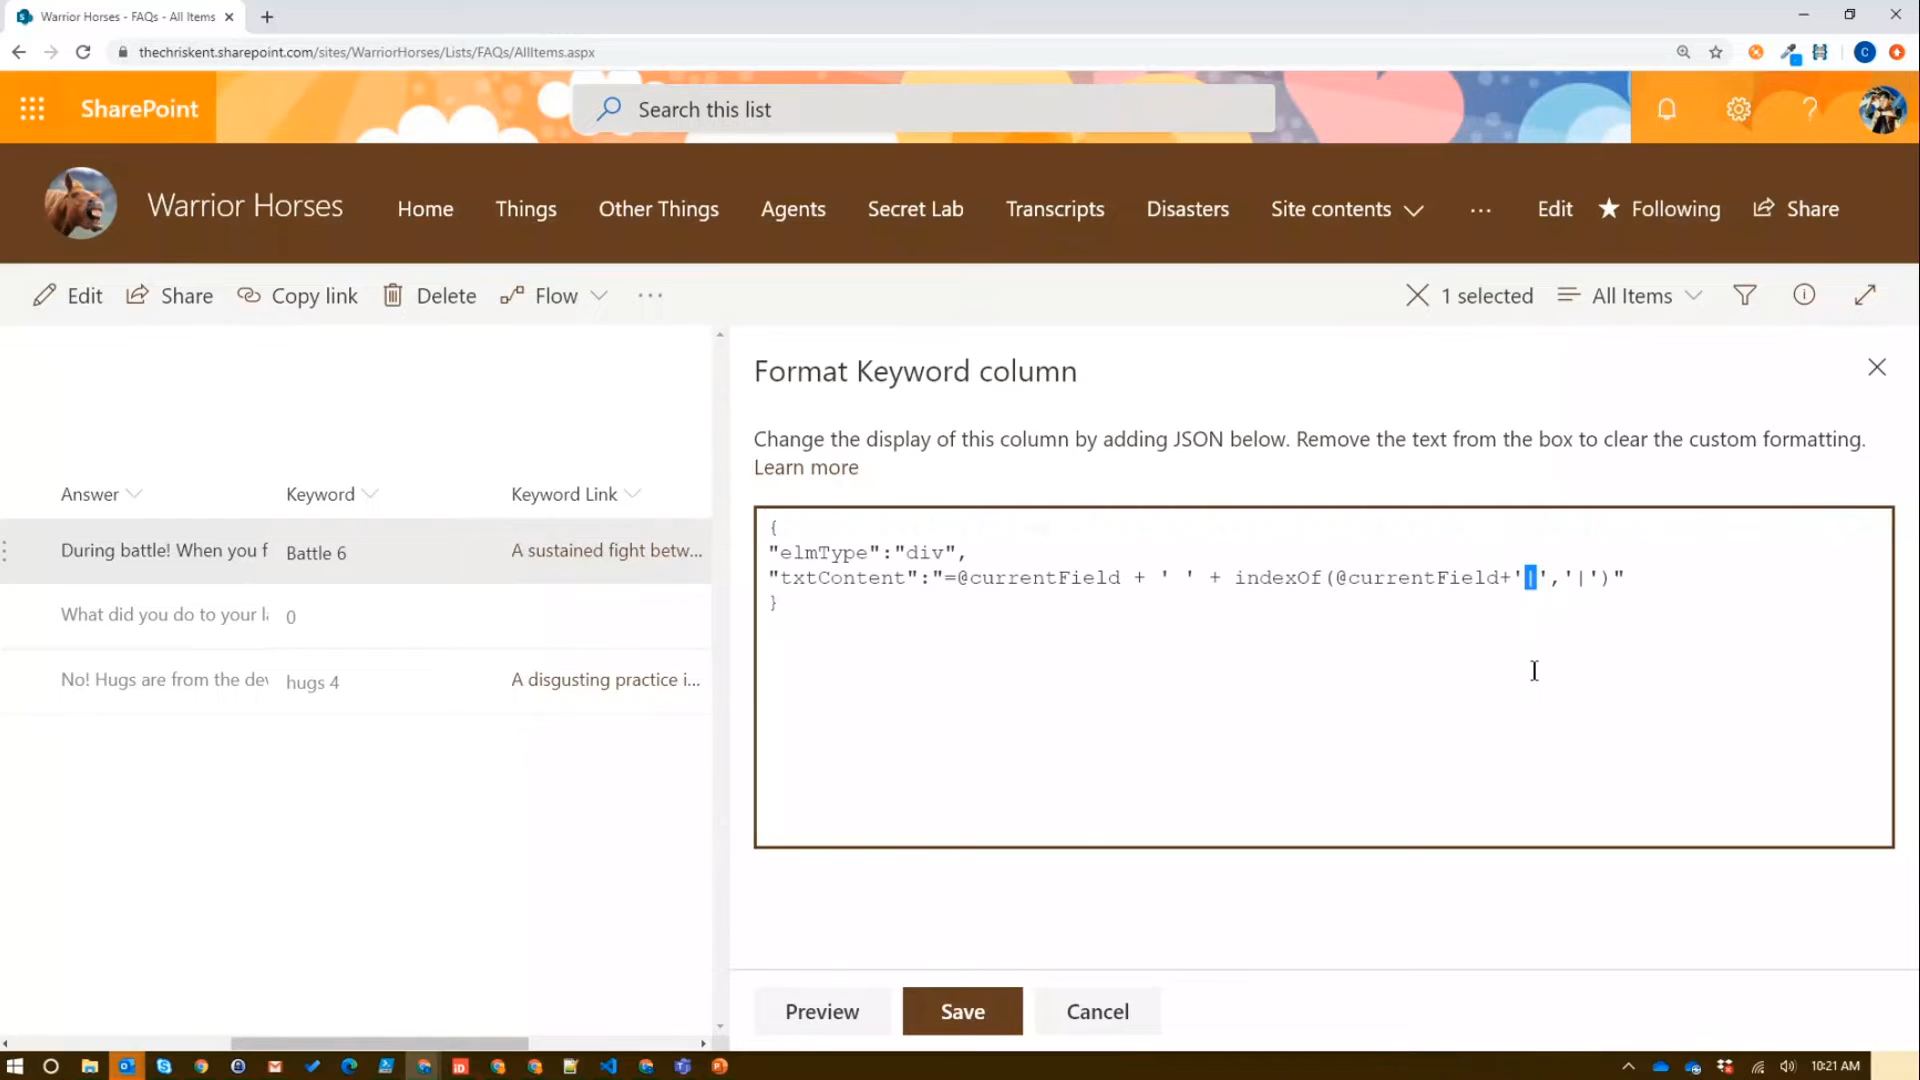 Warrior Horses - FAQs - All Items
thechriskent.sharepoint.com/sites/WarriorHorses/Lists/FAQs/AllItems.aspx
C
SharePoint
Search this list
Warrior Horses
Home
Things
Other Things
Agents
Secret Lab
Transcripts
Disasters
Site contents
Edit
Following
Share
Edit
Share
Copy link
Delete
Flow
1 selected
All Items
Format Keyword column
Change the display of this column by adding JSON below. Remove the text from the box to clear the custom formatting.
Learn more
Answer
Keyword
Keyword Link
During battle! When you f
Battle 6
A sustained fight betw...
What did you do to your
0
No! Hugs are from the
hugs 4
A disgusting practice i...
{
"elmType":"div",
"txtContent":"=@currentField + ' ' + indexOf(@currentField+'|','|')"
}
Preview
Save
Cancel
10:21 AM